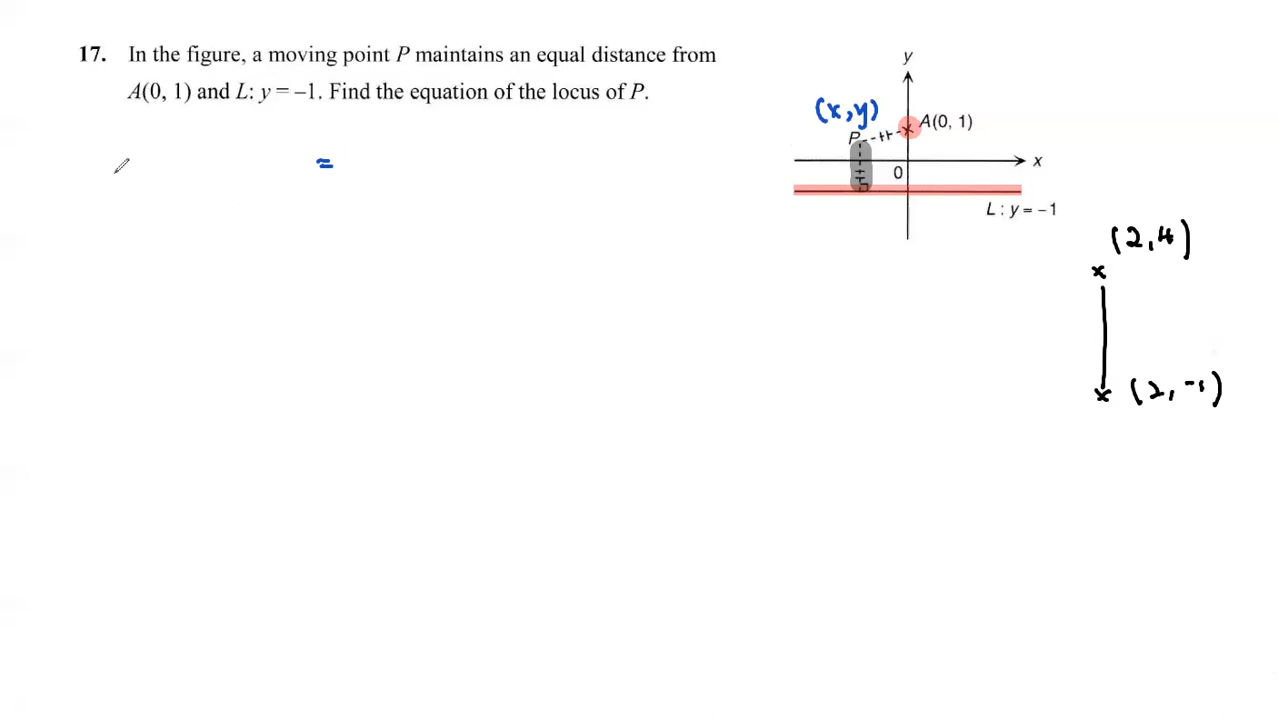 17. In the figure, a moving point P maintains an equal distance from
A(0, 1) and L: y = –1. Find the equation of the locus of P.
=
y
(x,y)
A(0, 1)
P
x
0
L : y = –1
(2,4)
(2,-1)